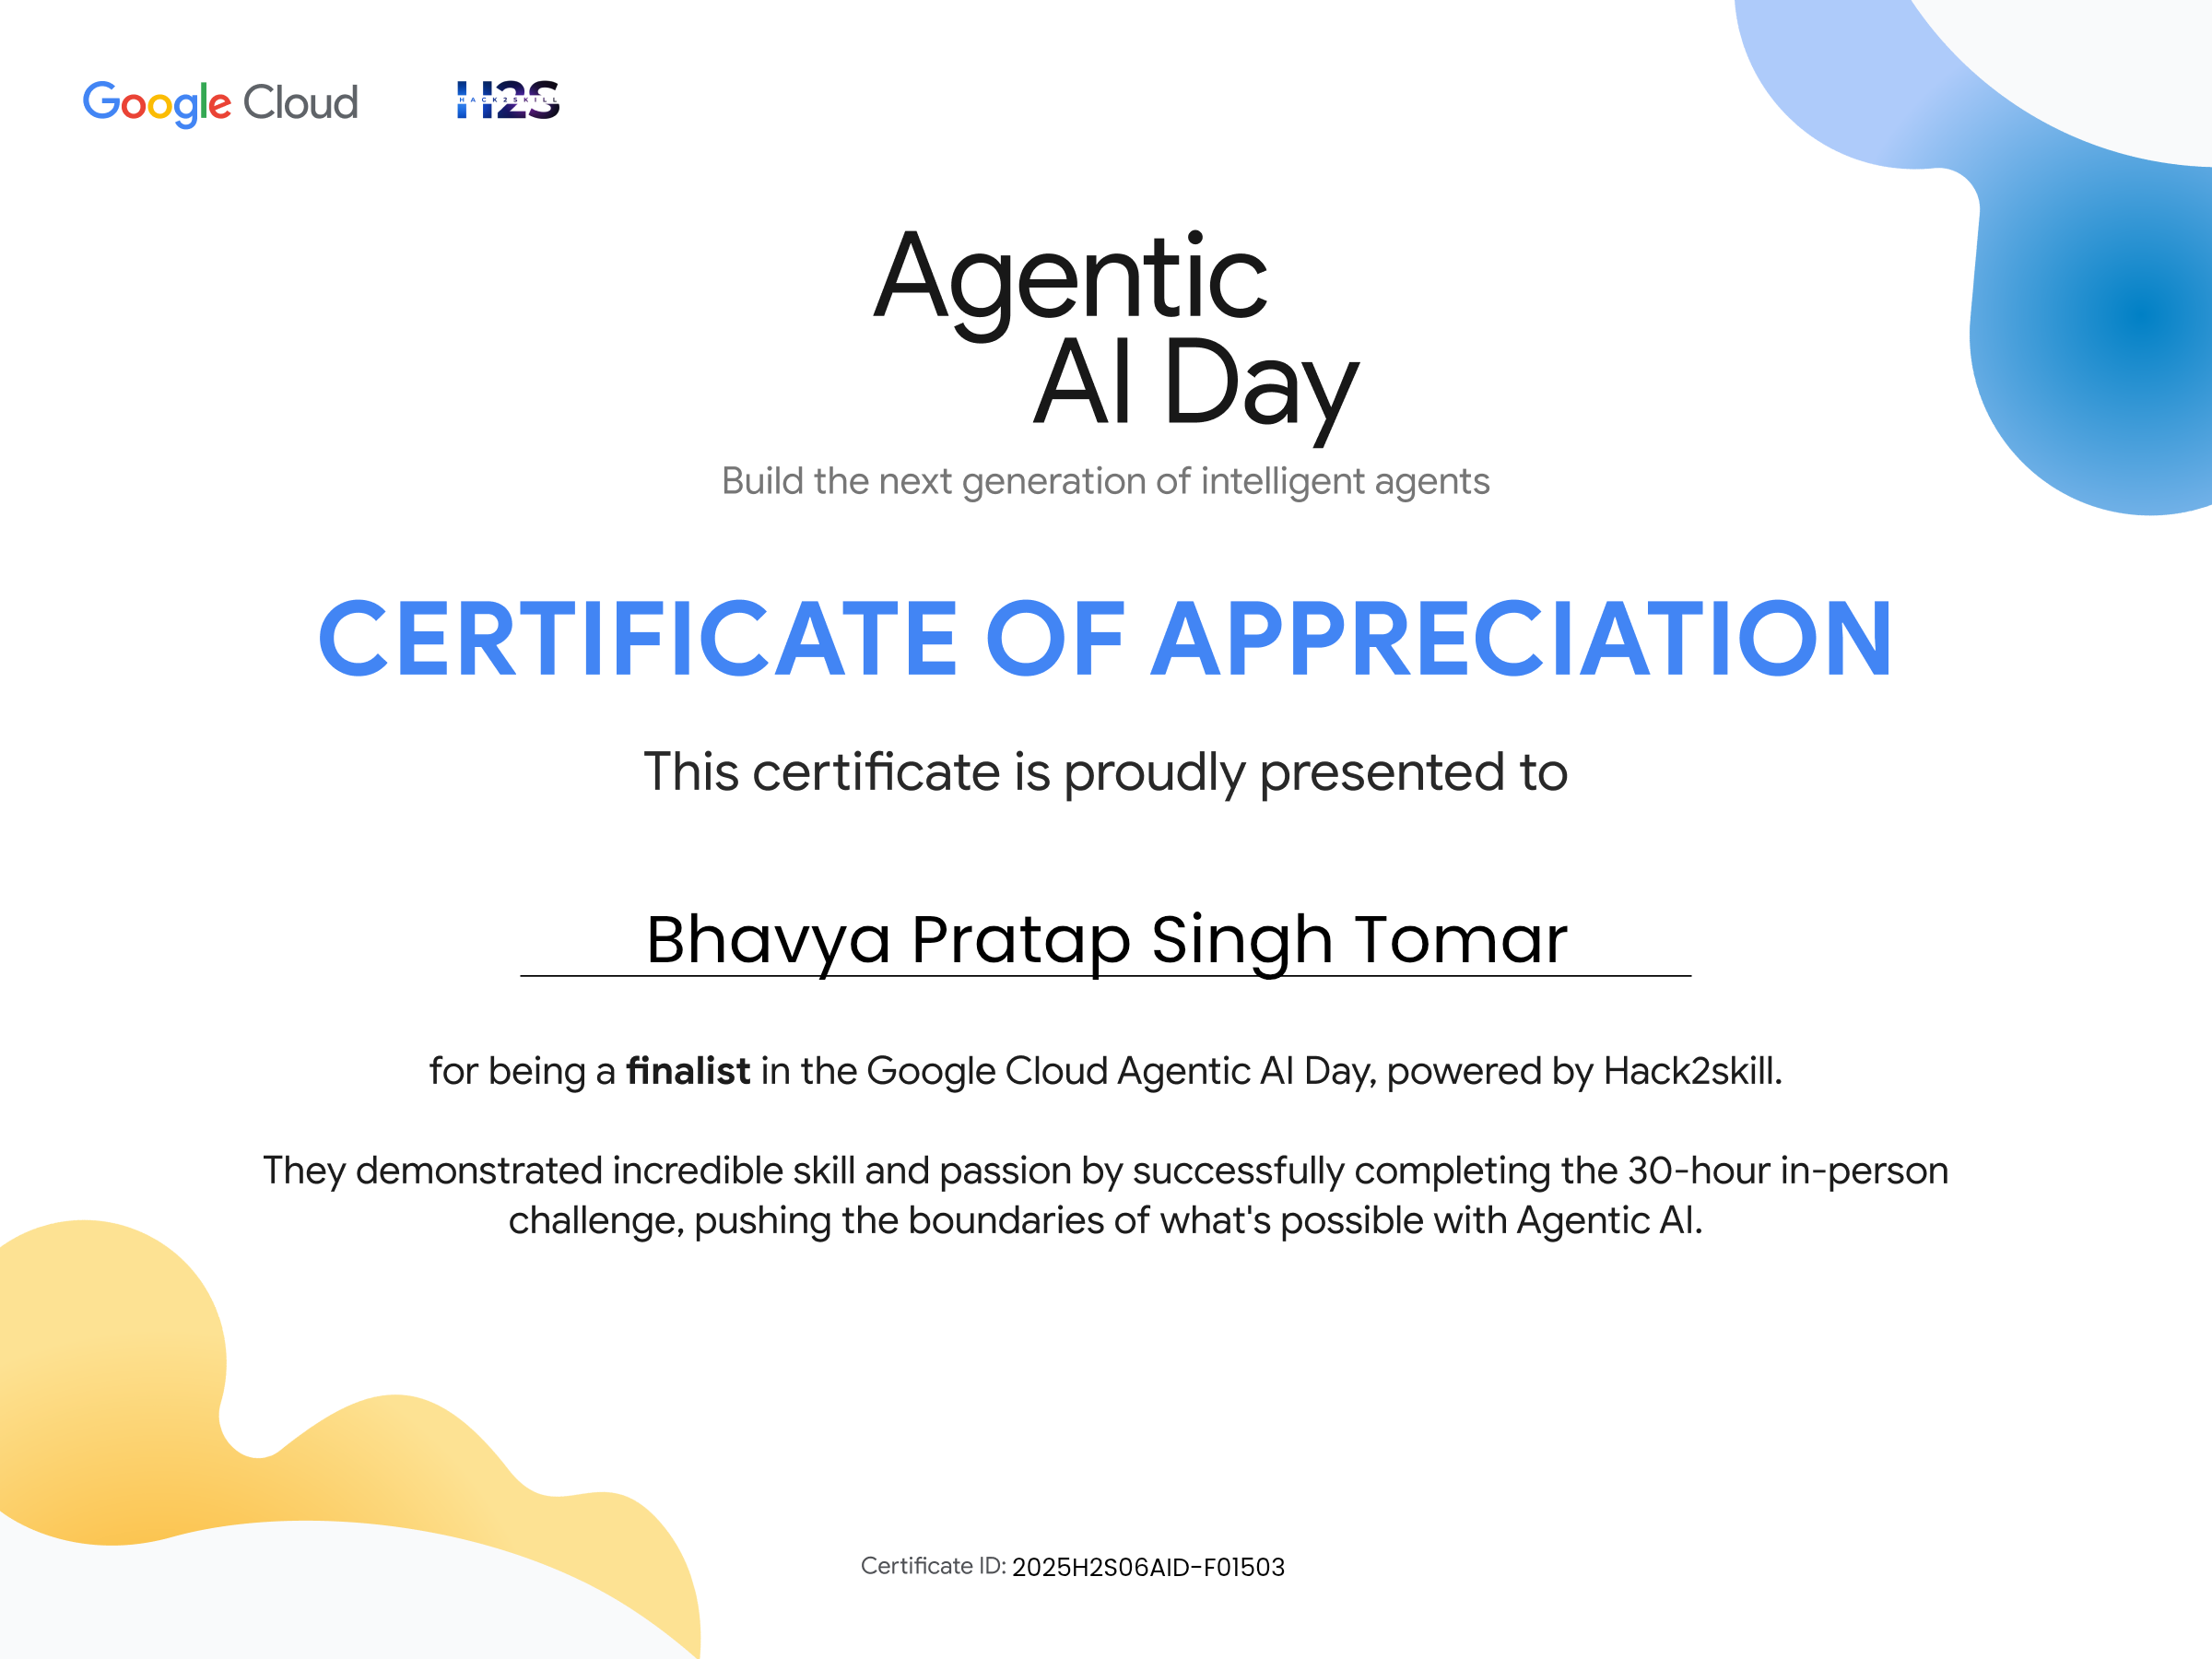 Google Cloud
H2S
HACK2SKILL
Agentic
AI Day
Build the next generation of intelligent agents
CERTIFICATE OF APPRECIATION
This certificate is proudly presented to
Bhavya Pratap Singh Tomar
for being a finalist in the Google Cloud Agentic AI Day, powered by Hack2skill.
They demonstrated incredible skill and passion by successfully completing the 30-hour in-person
challenge, pushing the boundaries of what's possible with Agentic AI.
Certificate ID: 2025H2S06AID-F01503